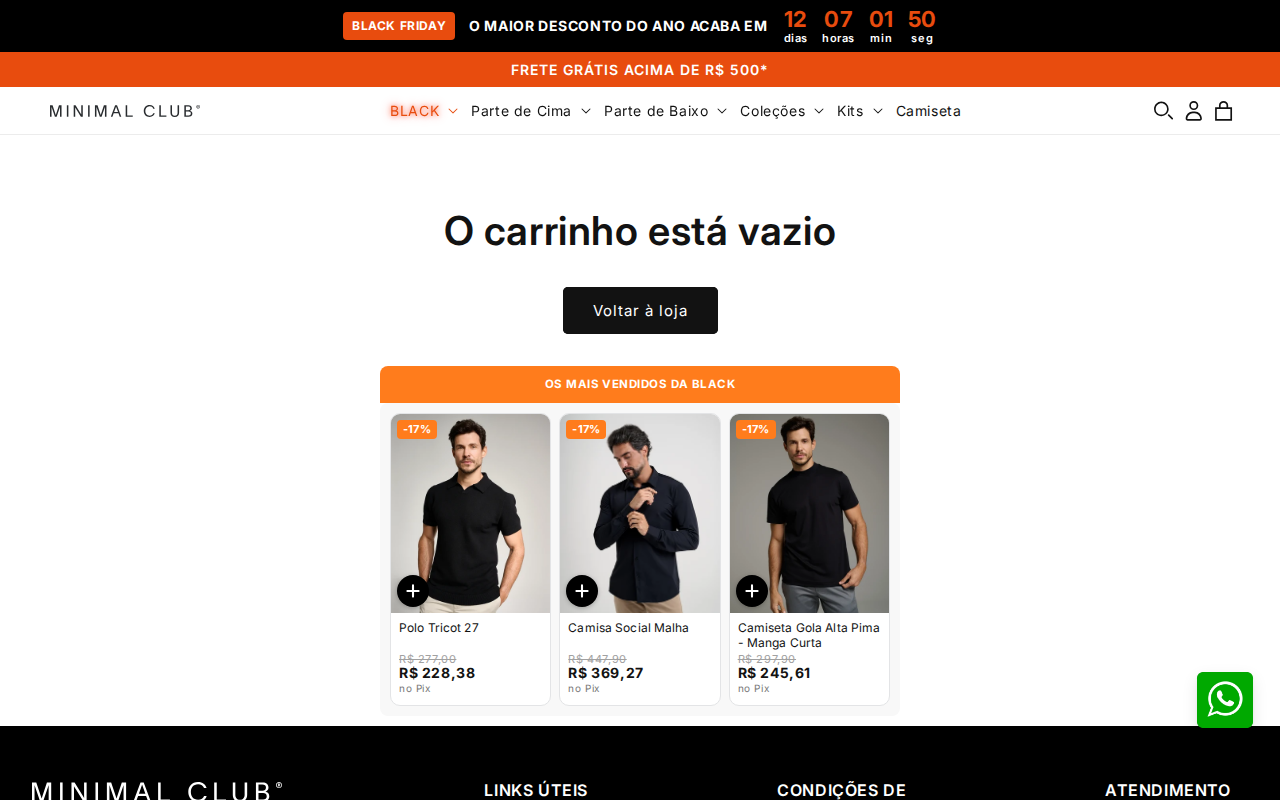 BLACK FRIDAY O MAIOR DESCONTO DO ANO ACABA EM 12 07 01 50
dias horas min seg
FRETE GRÁTIS ACIMA DE R$ 500*
MINIMAL CLUB® BLACK Parte de Cima Parte de Baixo Coleções Kits Camiseta
O carrinho está vazio
Voltar à loja
OS MAIS VENDIDOS DA BLACK
-17% -17% -17%
Polo Tricot 27
R$ 277,00
R$ 228,38
no Pix
Camisa Social Malha
R$ 447,90
R$ 369,27
no Pix
Camiseta Gola Alta Pima
- Manga Curta
R$ 297,90
R$ 245,61
no Pix
MINIMAL CLUB® LINKS ÚTEIS CONDIÇÕES DE ATENDIMENTO